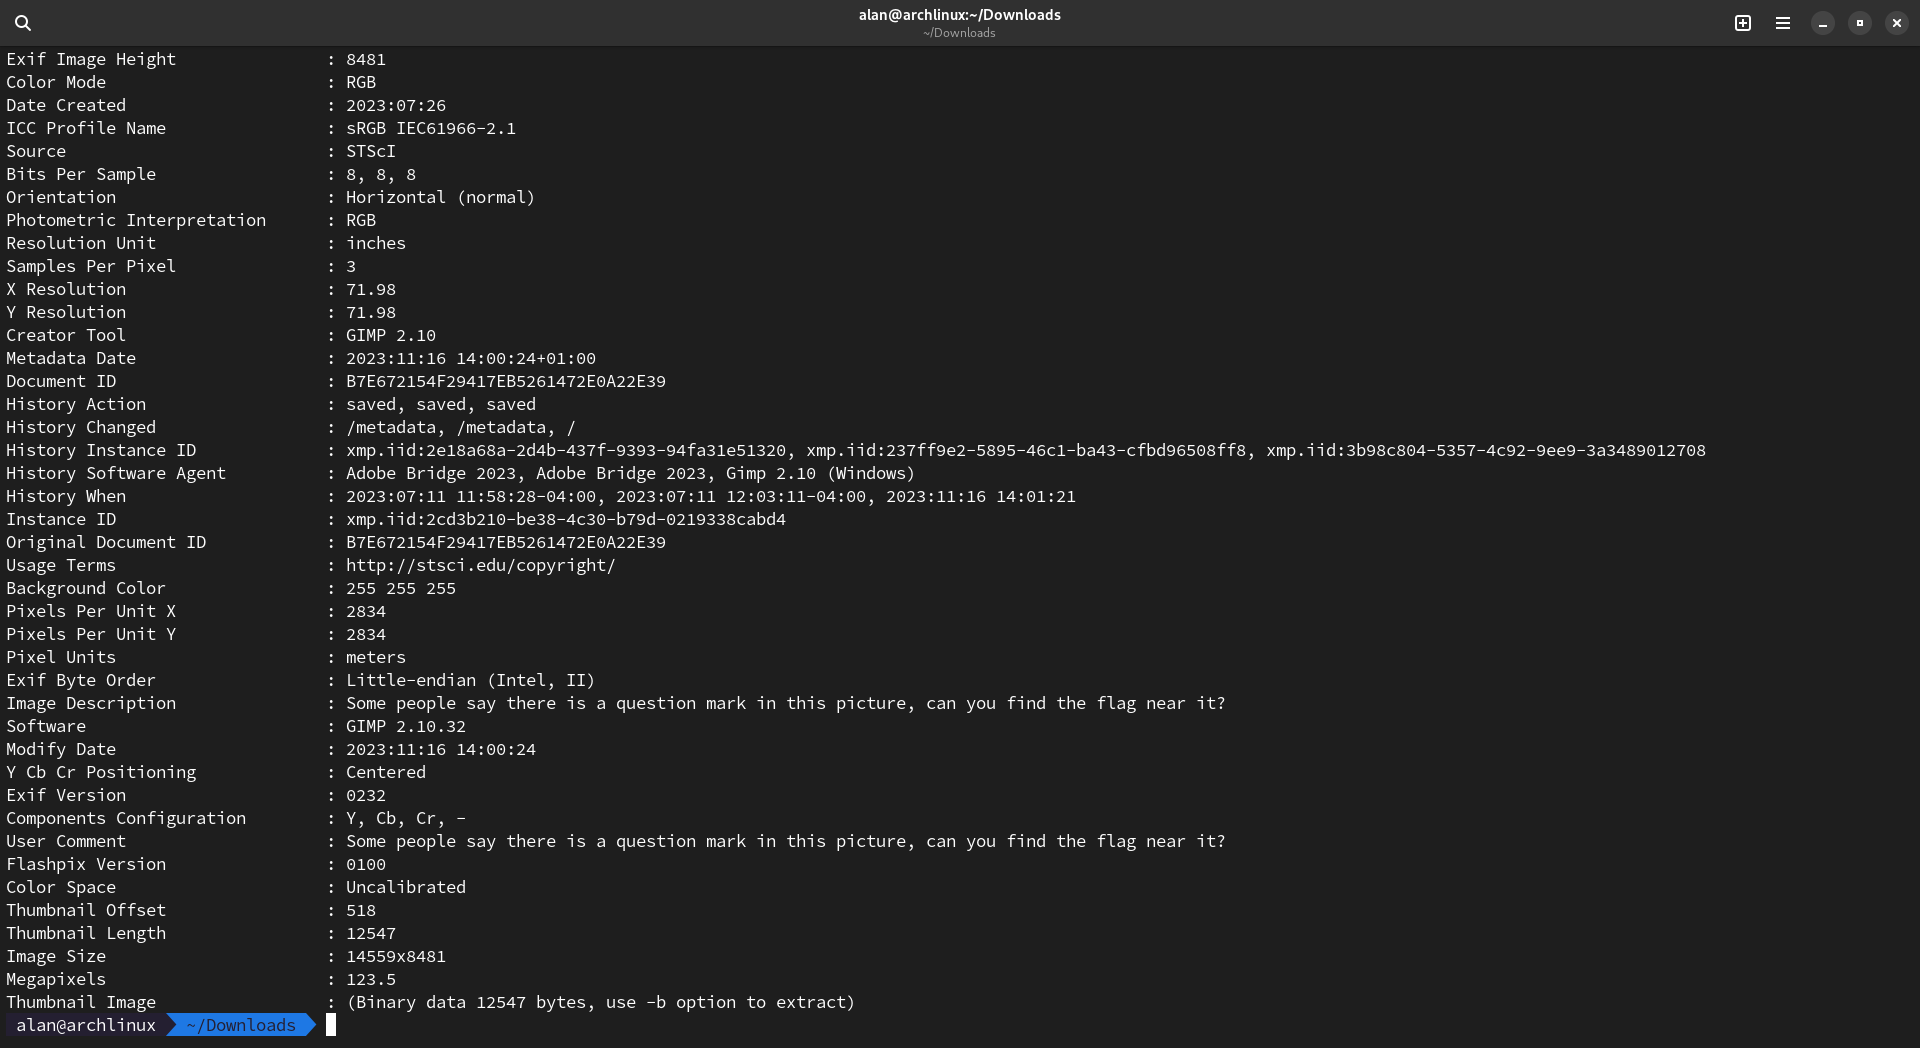 alan@archlinux:~/Downloads
~/Downloads
Exif Image Height : 8481
Color Mode : RGB
Date Created : 2023:07:26
ICC Profile Name : sRGB IEC61966-2.1
Source : STScI
Bits Per Sample : 8, 8, 8
Orientation : Horizontal (normal)
Photometric Interpretation : RGB
Resolution Unit : inches
Samples Per Pixel : 3
X Resolution : 71.98
Y Resolution : 71.98
Creator Tool : GIMP 2.10
Metadata Date : 2023:11:16 14:00:24+01:00
Document ID : B7E672154F29417EB5261472E0A22E39
History Action : saved, saved, saved
History Changed : /metadata, /metadata, /
History Instance ID : xmp.iid:2e18a68a-2d4b-437f-9393-94fa31e51320, xmp.iid:237ff9e2-5895-46c1-ba43-cfbd96508ff8, xmp.iid:3b98c804-5357-4c92-9ee9-3a3489012708
History Software Agent : Adobe Bridge 2023, Adobe Bridge 2023, Gimp 2.10 (Windows)
History When : 2023:07:11 11:58:28-04:00, 2023:07:11 12:03:11-04:00, 2023:11:16 14:01:21
Instance ID : xmp.iid:2cd3b210-be38-4c30-b79d-0219338cabd4
Original Document ID : B7E672154F29417EB5261472E0A22E39
Usage Terms : http://stsci.edu/copyright/
Background Color : 255 255 255
Pixels Per Unit X : 2834
Pixels Per Unit Y : 2834
Pixel Units : meters
Exif Byte Order : Little-endian (Intel, II)
Image Description : Some people say there is a question mark in this picture, can you find the flag near it?
Software : GIMP 2.10.32
Modify Date : 2023:11:16 14:00:24
Y Cb Cr Positioning : Centered
Exif Version : 0232
Components Configuration : Y, Cb, Cr, -
User Comment : Some people say there is a question mark in this picture, can you find the flag near it?
Flashpix Version : 0100
Color Space : Uncalibrated
Thumbnail Offset : 518
Thumbnail Length : 12547
Image Size : 14559x8481
Megapixels : 123.5
Thumbnail Image : (Binary data 12547 bytes, use -b option to extract)
alan@archlinux ~/Downloads